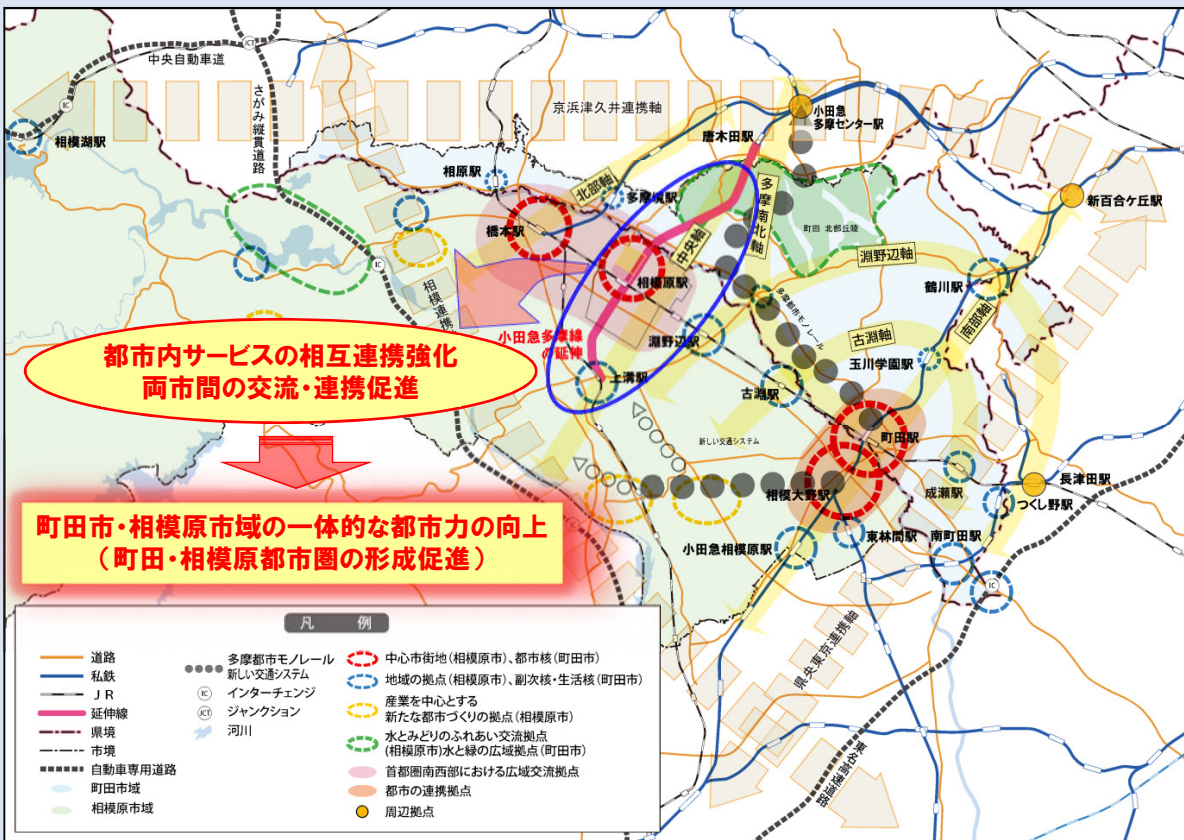 中央自動車道
JCT
IC
さがみ縦貫道路
相模湖駅
京浜津久井連携軸
小田急
多摩センター駅
唐木田駅
相原駅
北部軸
多摩境駅
多摩南北軸
町田 北部丘陵
新百合ケ丘駅
橋本駅
中央軸
淵野辺軸
IC
相模原駅
鶴川駅
相模連携
多摩都市モノレール
南部軸
小田急多摩線
の延伸
淵野辺駅
古淵軸
玉川学園駅
都市内サービスの相互連携強化
両市間の交流・連携促進
上溝駅
古淵駅
新しい交通システム
町田駅
相模大野駅
成瀬駅
長津田駅
つくし野駅
町田市・相模原市域の一体的な都市力の向上
（町田・相模原都市圏の形成促進）
小田急相模原駅
東林間駅
南町田駅
IC
県央東京連携軸
東名高速道路
凡 例
道路
私鉄
ＪＲ
延伸線
県境
市境
自動車専用道路
町田市域
相模原市域
多摩都市モノレール
新しい交通システム
IC インターチェンジ
JCT ジャンクション
河川
中心市街地(相模原市)、都市核(町田市)
地域の拠点(相模原市)、副次核・生活核(町田市)
産業を中心とする
新たな都市づくりの拠点(相模原市)
水とみどりのふれあい交流拠点
(相模原市)水と緑の広域拠点(町田市)
首都圏南西部における広域交流拠点
都市の連携拠点
周辺拠点